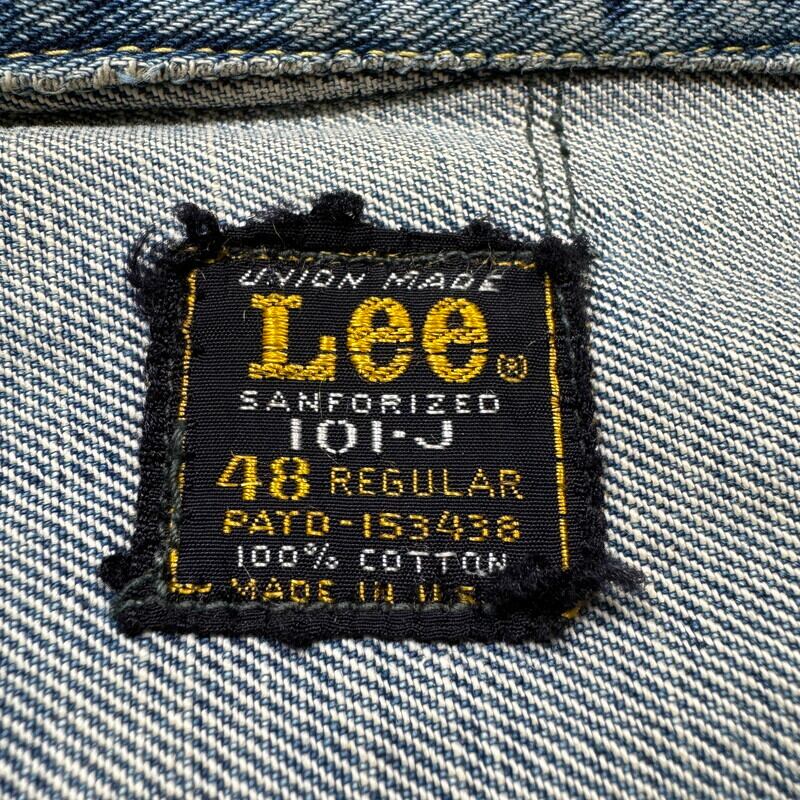 UNION MADE
Lee®
SANFORIZED
101-J
48 REGULAR
PATD-153438
100% COTTON
MADE IN U.S